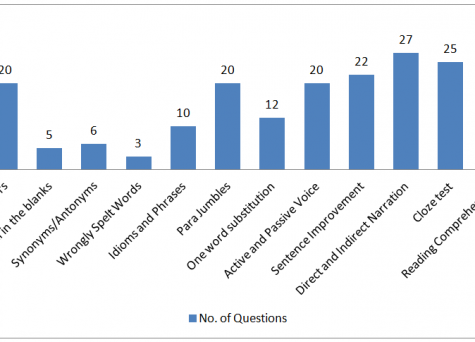 20
5
6
3
10
20
12
20
22
27
25
in the blanks
Synonyms/Antonyms
Wrongly Spelt Words
Idioms and Phrases
Para Jumbles
One word substitution
Active and Passive Voice
Sentence Improvement
Direct and Indirect Narration
Cloze test
Reading
No. of Questions